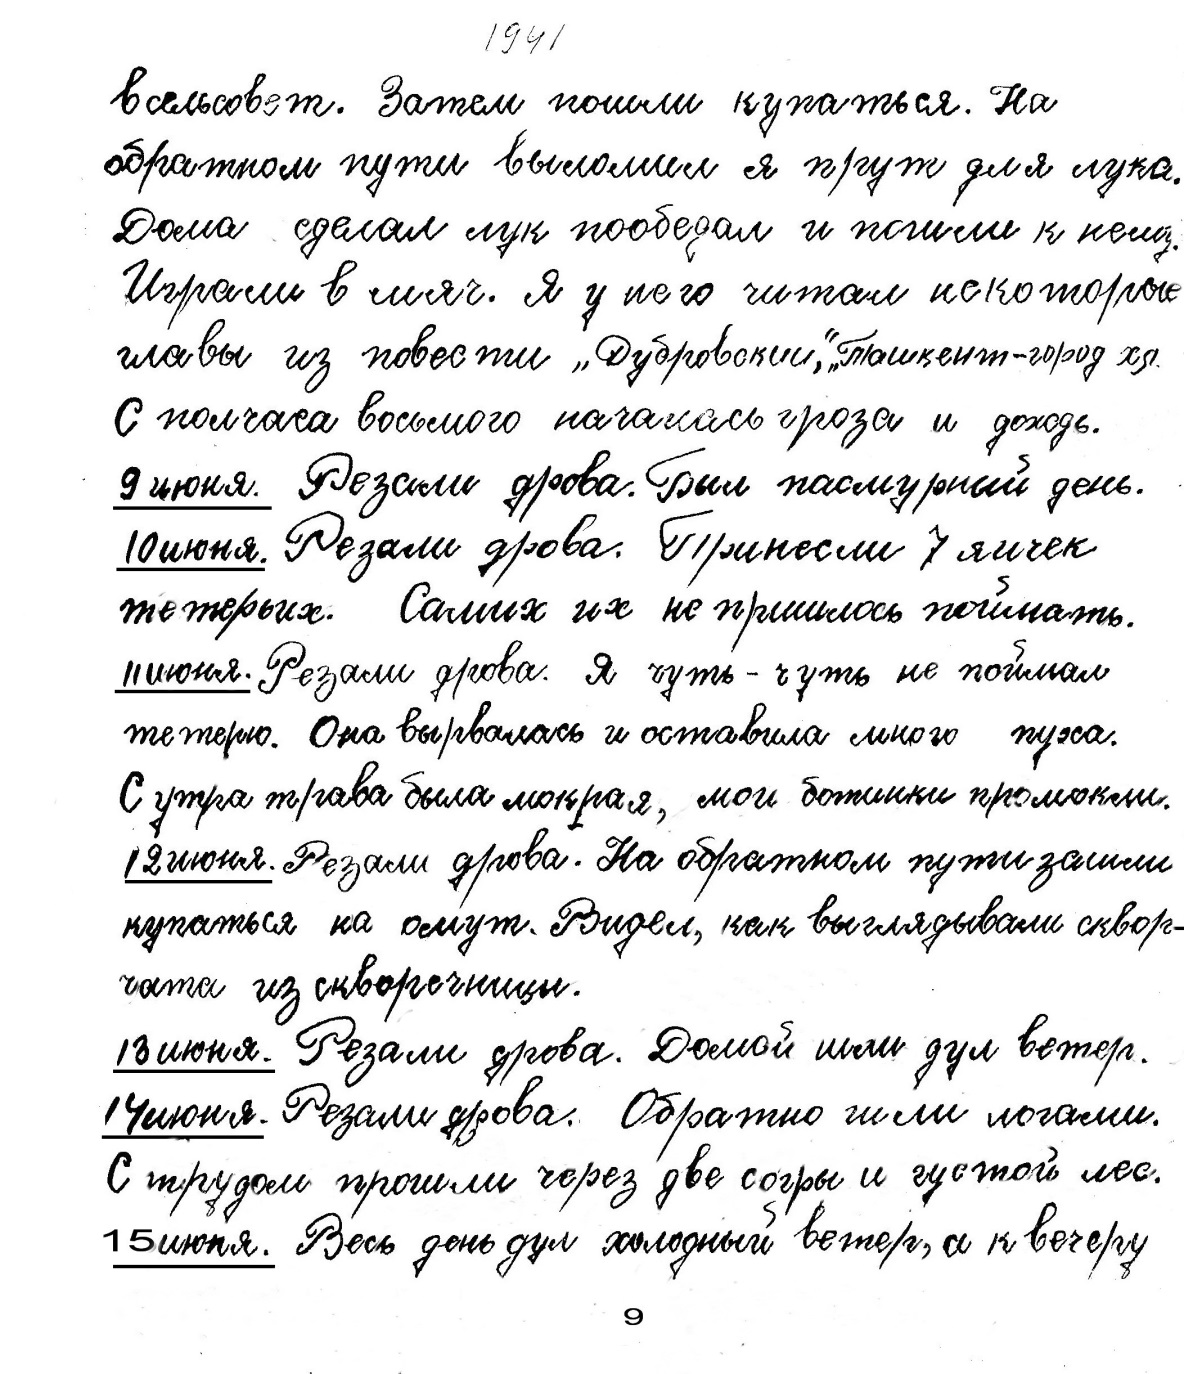 1941
в сельсовет. Затем пошли купаться. На
обратном пути выломил я прут для лука.
Дома сделал лук пообедал и пошли к нему.
Играли в мяч. Я у него читал некоторые
главы из повести „Дубровский“, „Ташкент-город хл.
С полчаса восьмого началась гроза и дождь.
9 июня. Резали дрова. Был пасмурный день.
10 июня. Резали дрова. Принесли 7 яичек
тетерьих. Самих их не пришлось поймать.
11 июня. Резали дрова. Я чуть-чуть не поймал
тетерю. Она вырвалась и оставила много пуха.
С утра трава была мокрая, мои ботинки промокли.
12 июня. Резали дрова. На обратном пути зашли
купаться на омут. Видел, как выглядывали сквор-
чата из скворечницы.
13 июня. Резали дрова. Домой шли дул ветер.
14 июня. Резали дрова. Обратно шли логами.
С трудом прошли через две согры и густой лес.
15 июня. Весь день дул холодный ветер, а к вечеру
9